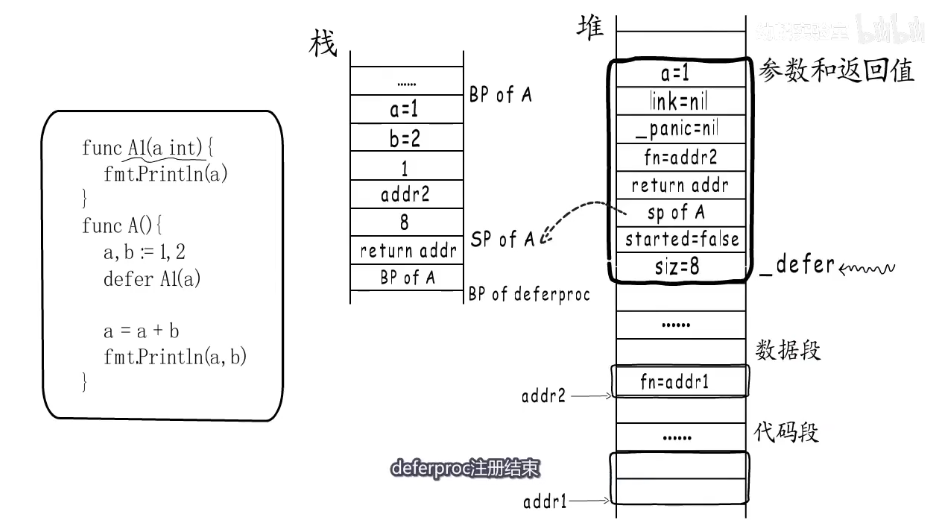 func A1(a int) {
fmt.Println(a)
}
func A(){
a,b := 1,2
defer A1(a)
a = a + b
fmt.Println(a,b)
}
栈
......
a=1
b=2
1
addr2
8
return addr
BP of A
BP of A
SP of A
BP of deferproc
堆
a=1
link=nil
_panic=nil
fn=addr2
return addr
sp of A
started=false
siz=8
参数和返回值
_defer
......
数据段
fn=addr1
addr2
......
代码段
addr1
deferproc注册结束
bilibili